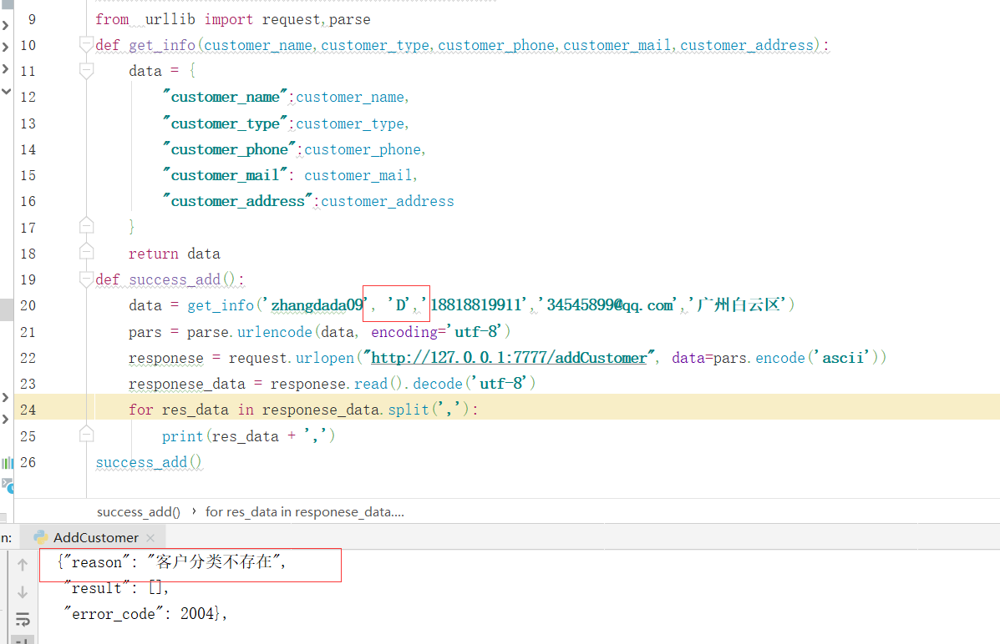 9 from urllib import request,parse
10 def get_info(customer_name,customer_type,customer_phone,customer_mail,customer_address):
11 data = {
12 "customer_name":customer_name,
13 "customer_type":customer_type,
14 "customer_phone":customer_phone,
15 "customer_mail": customer_mail,
16 "customer_address":customer_address
17 }
18 return data
19 def success_add():
20 data = get_info('zhangdada09', 'D','18818819911','34545899@qq.com','广州白云区')
21 pars = parse.urlencode(data, encoding='utf-8')
22 responese = request.urlopen("http://127.0.0.1:7777/addCustomer", data=pars.encode('ascii'))
23 responese_data = responese.read().decode('utf-8')
24 for res_data in responese_data.split(','):
25 print(res_data + ',')
26 success_add()
success_add() › for res_data in responese_data....
n: AddCustomer ×
{"reason": "客户分类不存在",
"result": [],
"error_code": 2004},